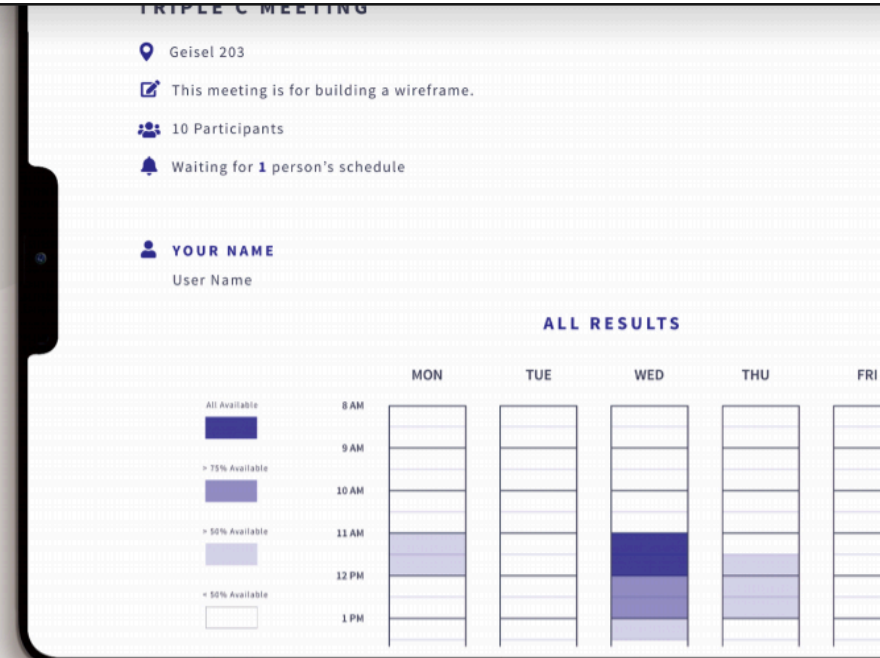 TRIPLE C MEETING
Geisel 203
This meeting is for building a wireframe.
10 Participants
Waiting for 1 person's schedule
YOUR NAME
User Name
ALL RESULTS
MON TUE WED THU FRI
All Available
> 75% Available
> 50% Available
< 50% Available
8 AM
9 AM
10 AM
11 AM
12 PM
1 PM